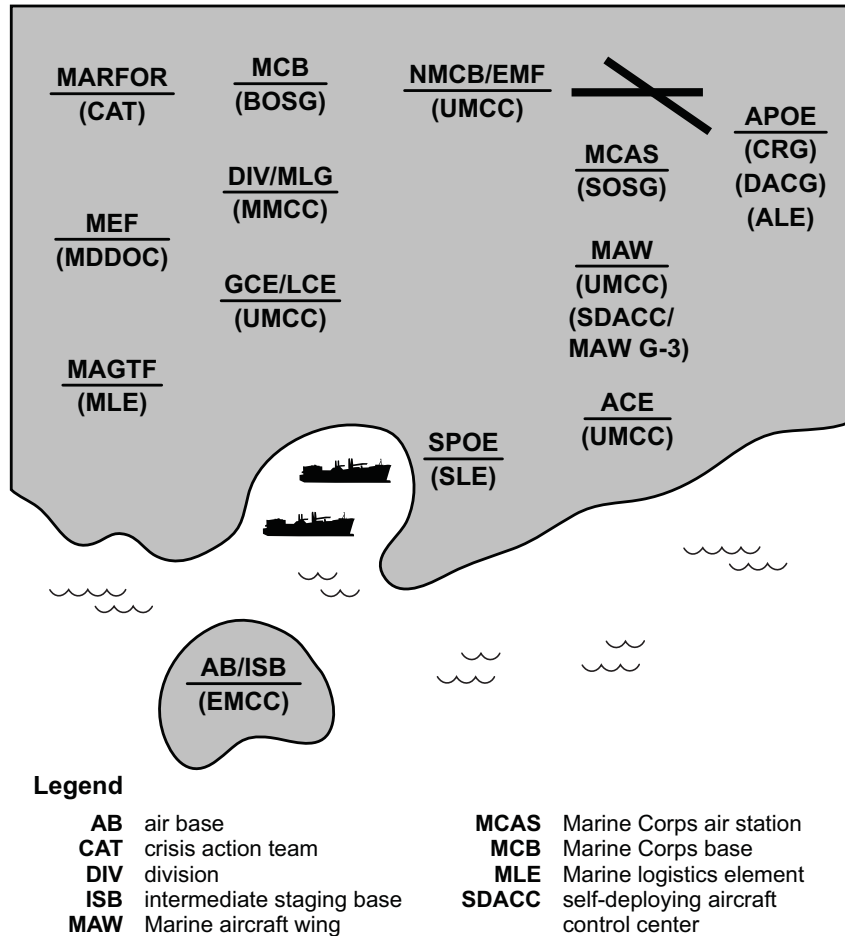 MARFOR
(CAT)
MCB
(BOSG)
NMCB/EMF
(UMCC)
APOE
(CRG)
(DACG)
(ALE)
MCAS
(SOSG)
DIV/MLG
(MMCC)
MEF
(MDDOC)
MAW
(UMCC)
(SDACC/
MAW G-3)
GCE/LCE
(UMCC)
MAGTF
(MLE)
ACE
(UMCC)
SPOE
(SLE)
AB/ISB
(EMCC)
Legend
AB air base
CAT crisis action team
DIV division
ISB intermediate staging base
MAW Marine aircraft wing
MCAS Marine Corps air station
MCB Marine Corps base
MLE Marine logistics element
SDACC self-deploying aircraft
control center